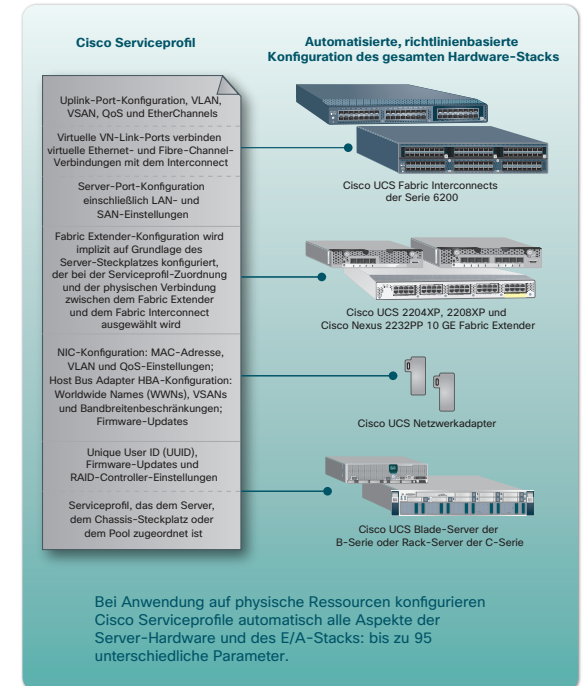 Cisco Serviceprofil
Automatisierte, richtlinienbasierte
Konfiguration des gesamten Hardware-Stacks
Uplink-Port-Konfiguration, VLAN,
VSAN, QoS und EtherChannels
Virtuelle VN-Link-Ports verbinden
virtuelle Ethernet- und Fibre-Channel-
Verbindungen mit dem Interconnect
Server-Port-Konfiguration
einschließlich LAN- und
SAN-Einstellungen
Cisco UCS Fabric Interconnects
der Serie 6200
Fabric Extender-Konfiguration wird
implizit auf Grundlage des
Server-Steckplatzes konfiguriert,
der bei der Serviceprofil-Zuordnung
und der physischen Verbindung
zwischen dem Fabric Extender
und dem Fabric Interconnect
ausgewählt wird
Cisco UCS 2204XP, 2208XP und
Cisco Nexus 2232PP 10 GE Fabric Extender
NIC-Konfiguration: MAC-Adresse,
VLAN und QoS-Einstellungen;
Host Bus Adapter HBA-Konfiguration:
Worldwide Names (WWNs), VSANs
und Bandbreitenbeschränkungen;
Firmware-Updates
Cisco UCS Netzwerkadapter
Unique User ID (UUID),
Firmware-Updates und
RAID-Controller-Einstellungen
Serviceprofil, das dem Server,
dem Chassis-Steckplatz oder
dem Pool zugeordnet ist
Cisco UCS Blade-Server der
B-Serie oder Rack-Server der C-Serie
Bei Anwendung auf physische Ressourcen konfigurieren
Cisco Serviceprofile automatisch alle Aspekte der
Server-Hardware und des E/A-Stacks: bis zu 95
unterschiedliche Parameter.